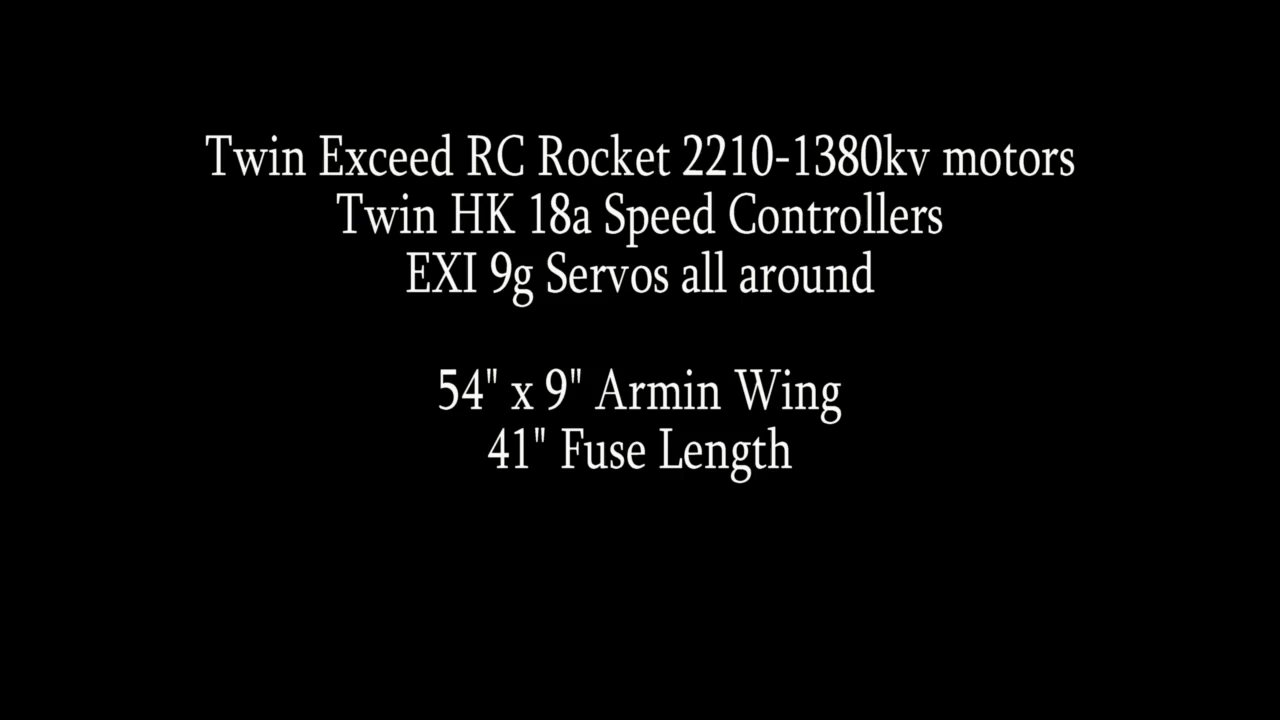 Twin Exceed RC Rocket 2210-1380kv motors
Twin HK 18a Speed Controllers
EXI 9g Servos all around
54" x 9" Armin Wing
41" Fuse Length